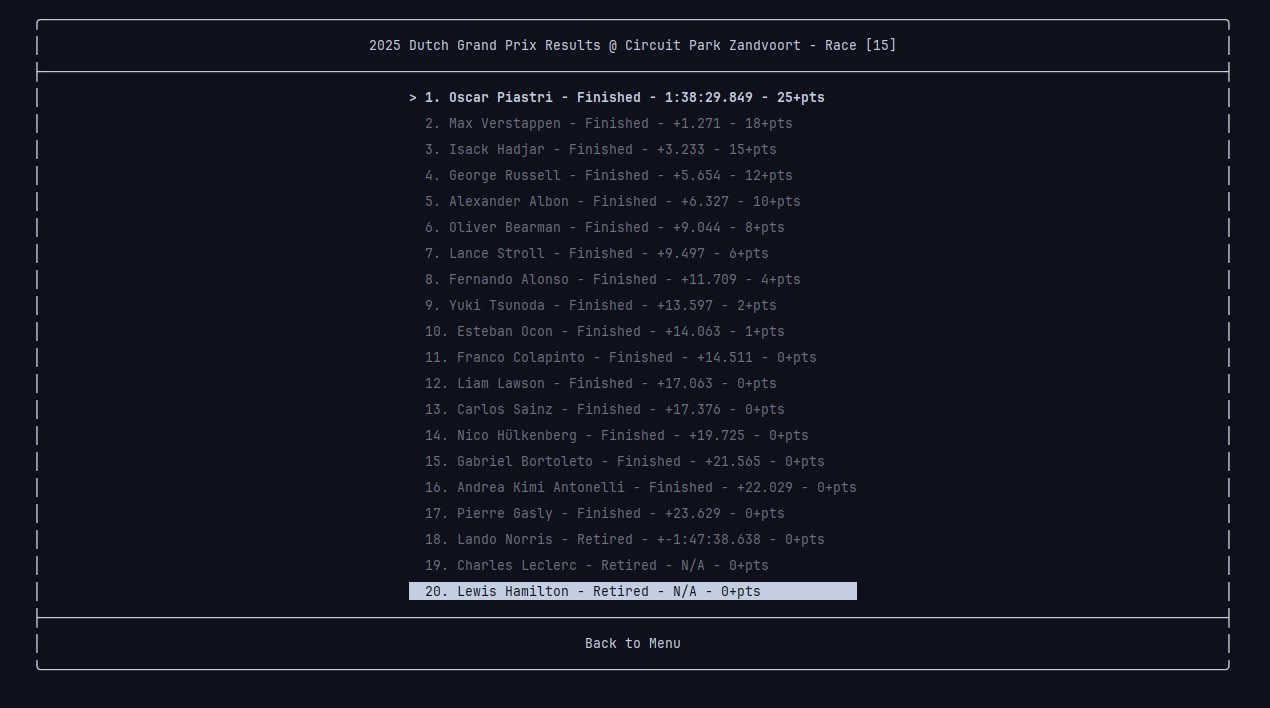 2025 Dutch Grand Prix Results @ Circuit Park Zandvoort - Race [15]
> 1. Oscar Piastri - Finished - 1:38:29.849 - 25+pts
2. Max Verstappen - Finished - +1.271 - 18+pts
3. Isack Hadjar - Finished - +3.233 - 15+pts
4. George Russell - Finished - +5.654 - 12+pts
5. Alexander Albon - Finished - +6.327 - 10+pts
6. Oliver Bearman - Finished - +9.044 - 8+pts
7. Lance Stroll - Finished - +9.497 - 6+pts
8. Fernando Alonso - Finished - +11.709 - 4+pts
9. Yuki Tsunoda - Finished - +13.597 - 2+pts
10. Esteban Ocon - Finished - +14.063 - 1+pts
11. Franco Colapinto - Finished - +14.511 - 0+pts
12. Liam Lawson - Finished - +17.063 - 0+pts
13. Carlos Sainz - Finished - +17.376 - 0+pts
14. Nico Hülkenberg - Finished - +19.725 - 0+pts
15. Gabriel Bortoleto - Finished - +21.565 - 0+pts
16. Andrea Kimi Antonelli - Finished - +22.029 - 0+pts
17. Pierre Gasly - Finished - +23.629 - 0+pts
18. Lando Norris - Retired - +-1:47:38.638 - 0+pts
19. Charles Leclerc - Retired - N/A - 0+pts
20. Lewis Hamilton - Retired - N/A - 0+pts
Back to Menu